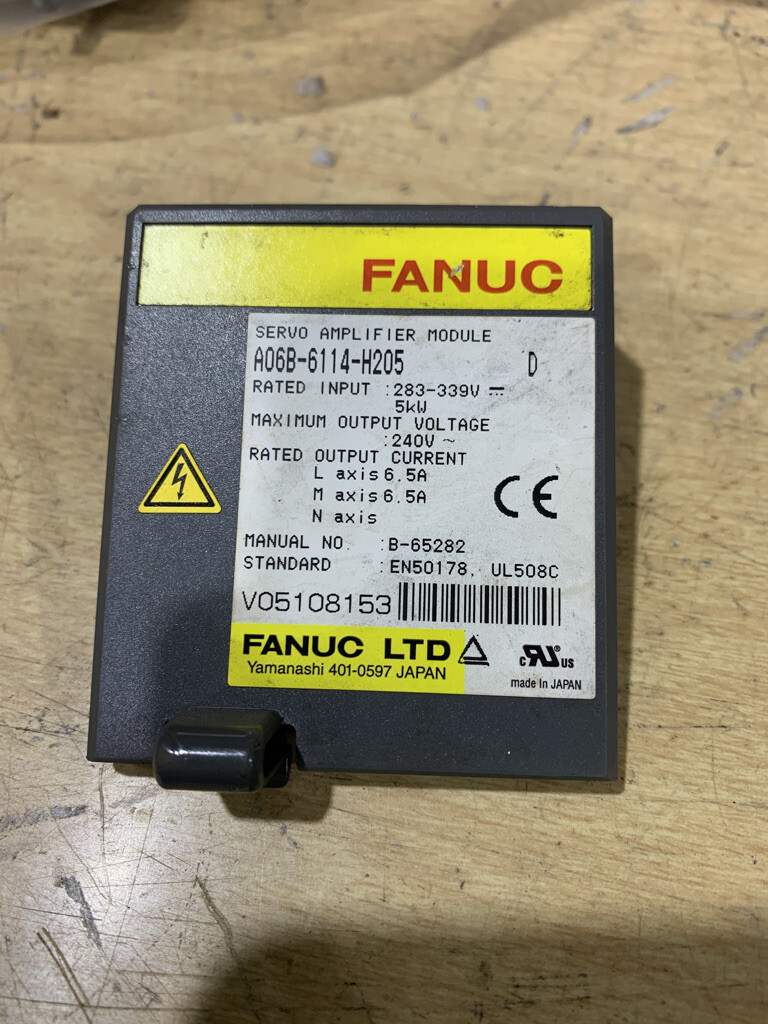 FANUC
SERVO AMPLIFIER MODULE
A06B-6114-H205 D
RATED INPUT :283-339V ⎓
5kW
MAXIMUM OUTPUT VOLTAGE
:240V ~
RATED OUTPUT CURRENT
L axis 6.5A
M axis 6.5A
N axis
CE
MANUAL NO. :B-65282
STANDARD :EN50178, UL508C
V05108153
FANUC LTD
Yamanashi 401-0597 JAPAN
c RU® US
made In JAPAN